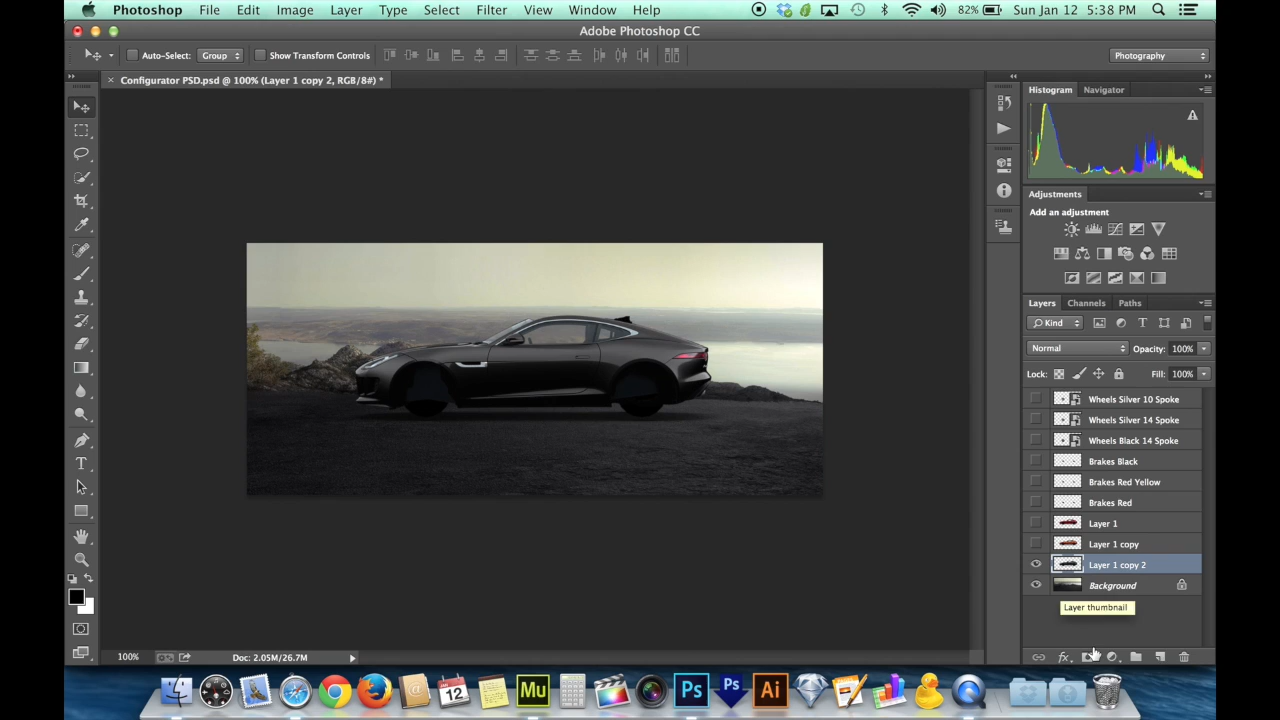 Photoshop File Edit Image Layer Type Select Filter View Window Help 82% Sun Jan 12 5:38 PM
Adobe Photoshop CC
Auto-Select: Group Show Transform Controls Photography
× Configurator PSD.psd @ 100% (Layer 1 copy 2, RGB/8#) *
Histogram Navigator
Adjustments
Add an adjustment
Layers Channels Paths
Kind
Normal Opacity: 100%
Lock: Fill: 100%
Wheels Silver 10 Spoke
Wheels Silver 14 Spoke
Wheels Black 14 Spoke
Brakes Black
Brakes Red Yellow
Brakes Red
Layer 1
Layer 1 copy
Layer 1 copy 2
Background
Layer thumbnail
fx
100% Doc: 2.05M/26.7M
12 Mu Ps Ps Ai